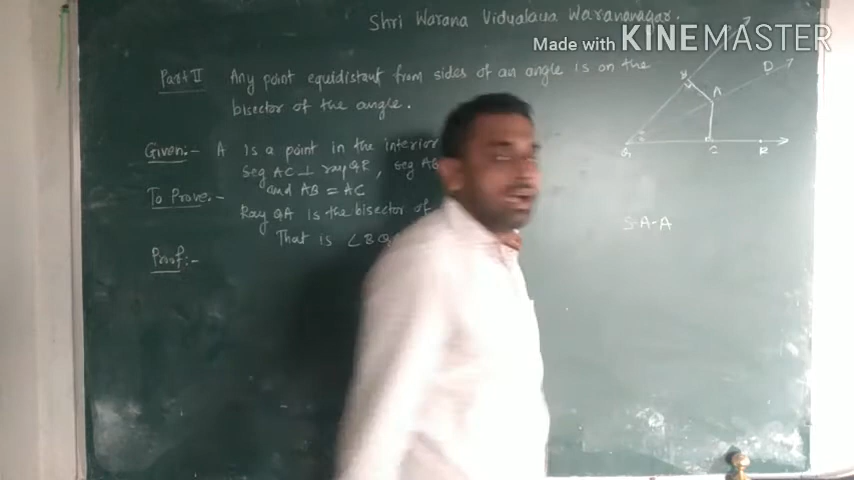 Shri Warana Vidyalaya Warananagar.
Made with KINEMASTER
Part II Any point equidistant from sides of an angle is on the
bisector of the angle.
Given:- A is a point in the interior
seg AC ⊥ ray QR, seg AB
and AB = AC
To Prove:- Ray QA is the bisector of
That is ∠BQ
Proof:-
D
A
Q
C
R
S-A-A